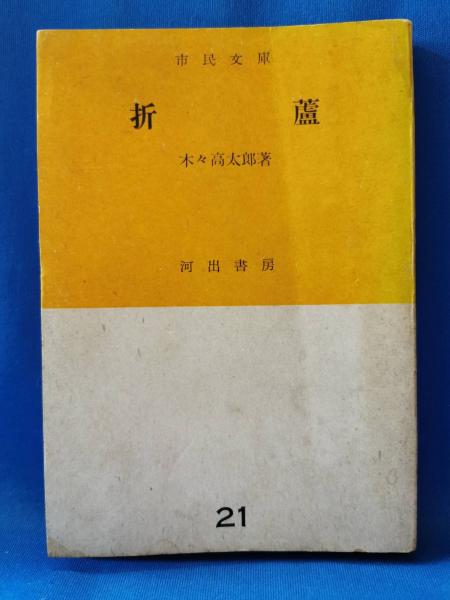 市民文庫
折蘆
木々高太郎著
河出書房
21